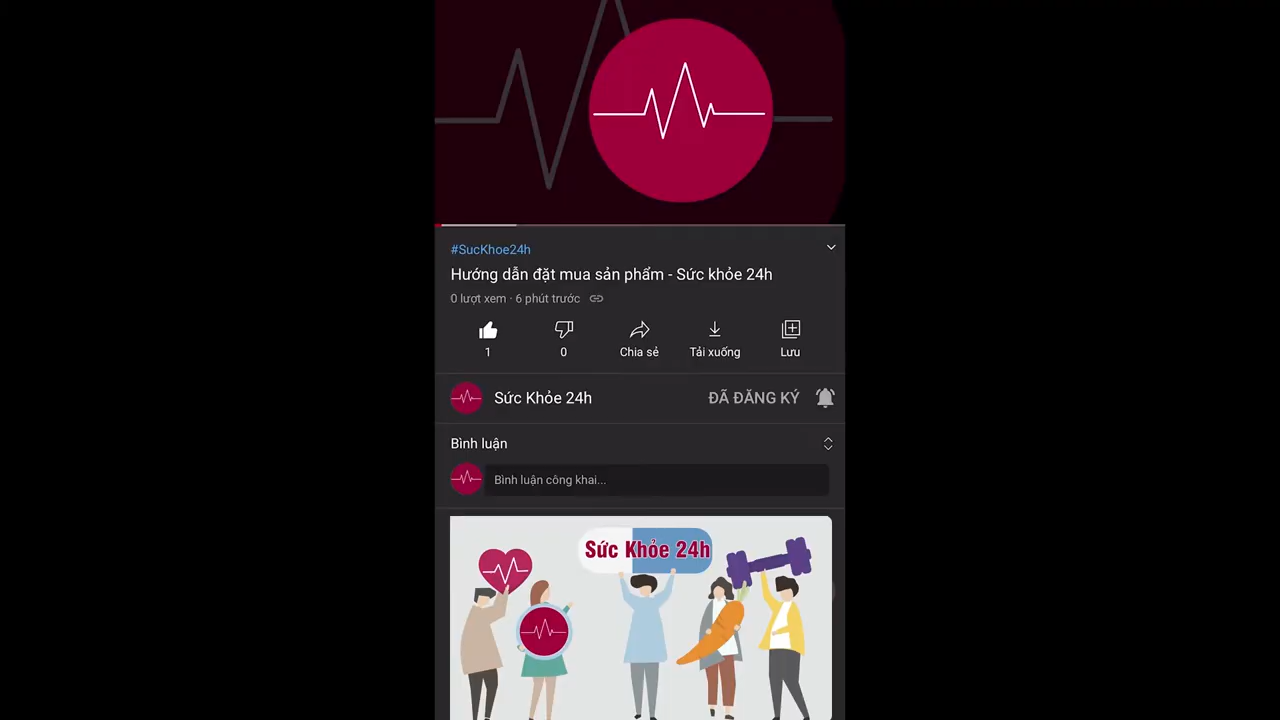 #SucKhoe24h
Hướng dẫn đặt mua sản phẩm - Sức khỏe 24h
0 lượt xem · 6 phút trước
1
0
Chia sẻ
Tải xuống
Lưu
Sức Khỏe 24h
ĐÃ ĐĂNG KÝ
Bình luận
Bình luận công khai...
Sức Khỏe 24h